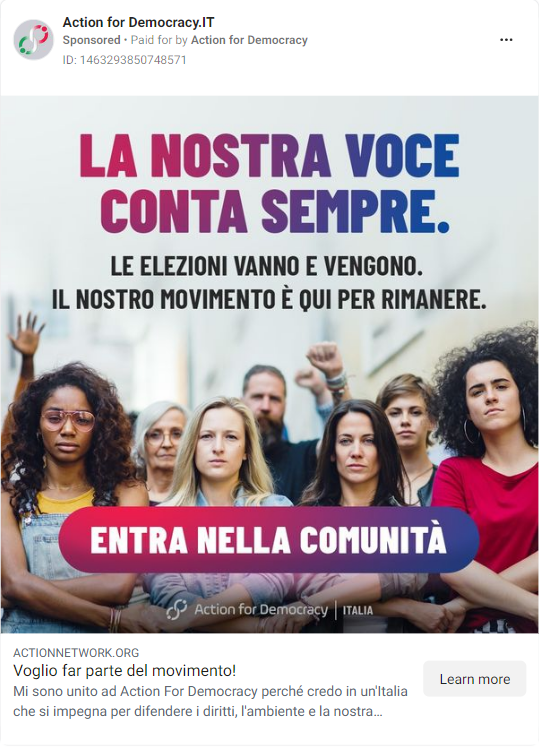 Action for Democracy.IT
Sponsored • Paid for by Action for Democracy
ID: 1463293850748571
LA NOSTRA VOCE
CONTA SEMPRE.
LE ELEZIONI VANNO E VENGONO.
IL NOSTRO MOVIMENTO È QUI PER RIMANERE.
ENTRA NELLA COMUNITÀ
Action for Democracy | ITALIA
ACTIONNETWORK.ORG
Voglio far parte del movimento!
Mi sono unito ad Action For Democracy perché credo in un'Italia
che si impegna per difendere i diritti, l'ambiente e la nostra...
Learn more